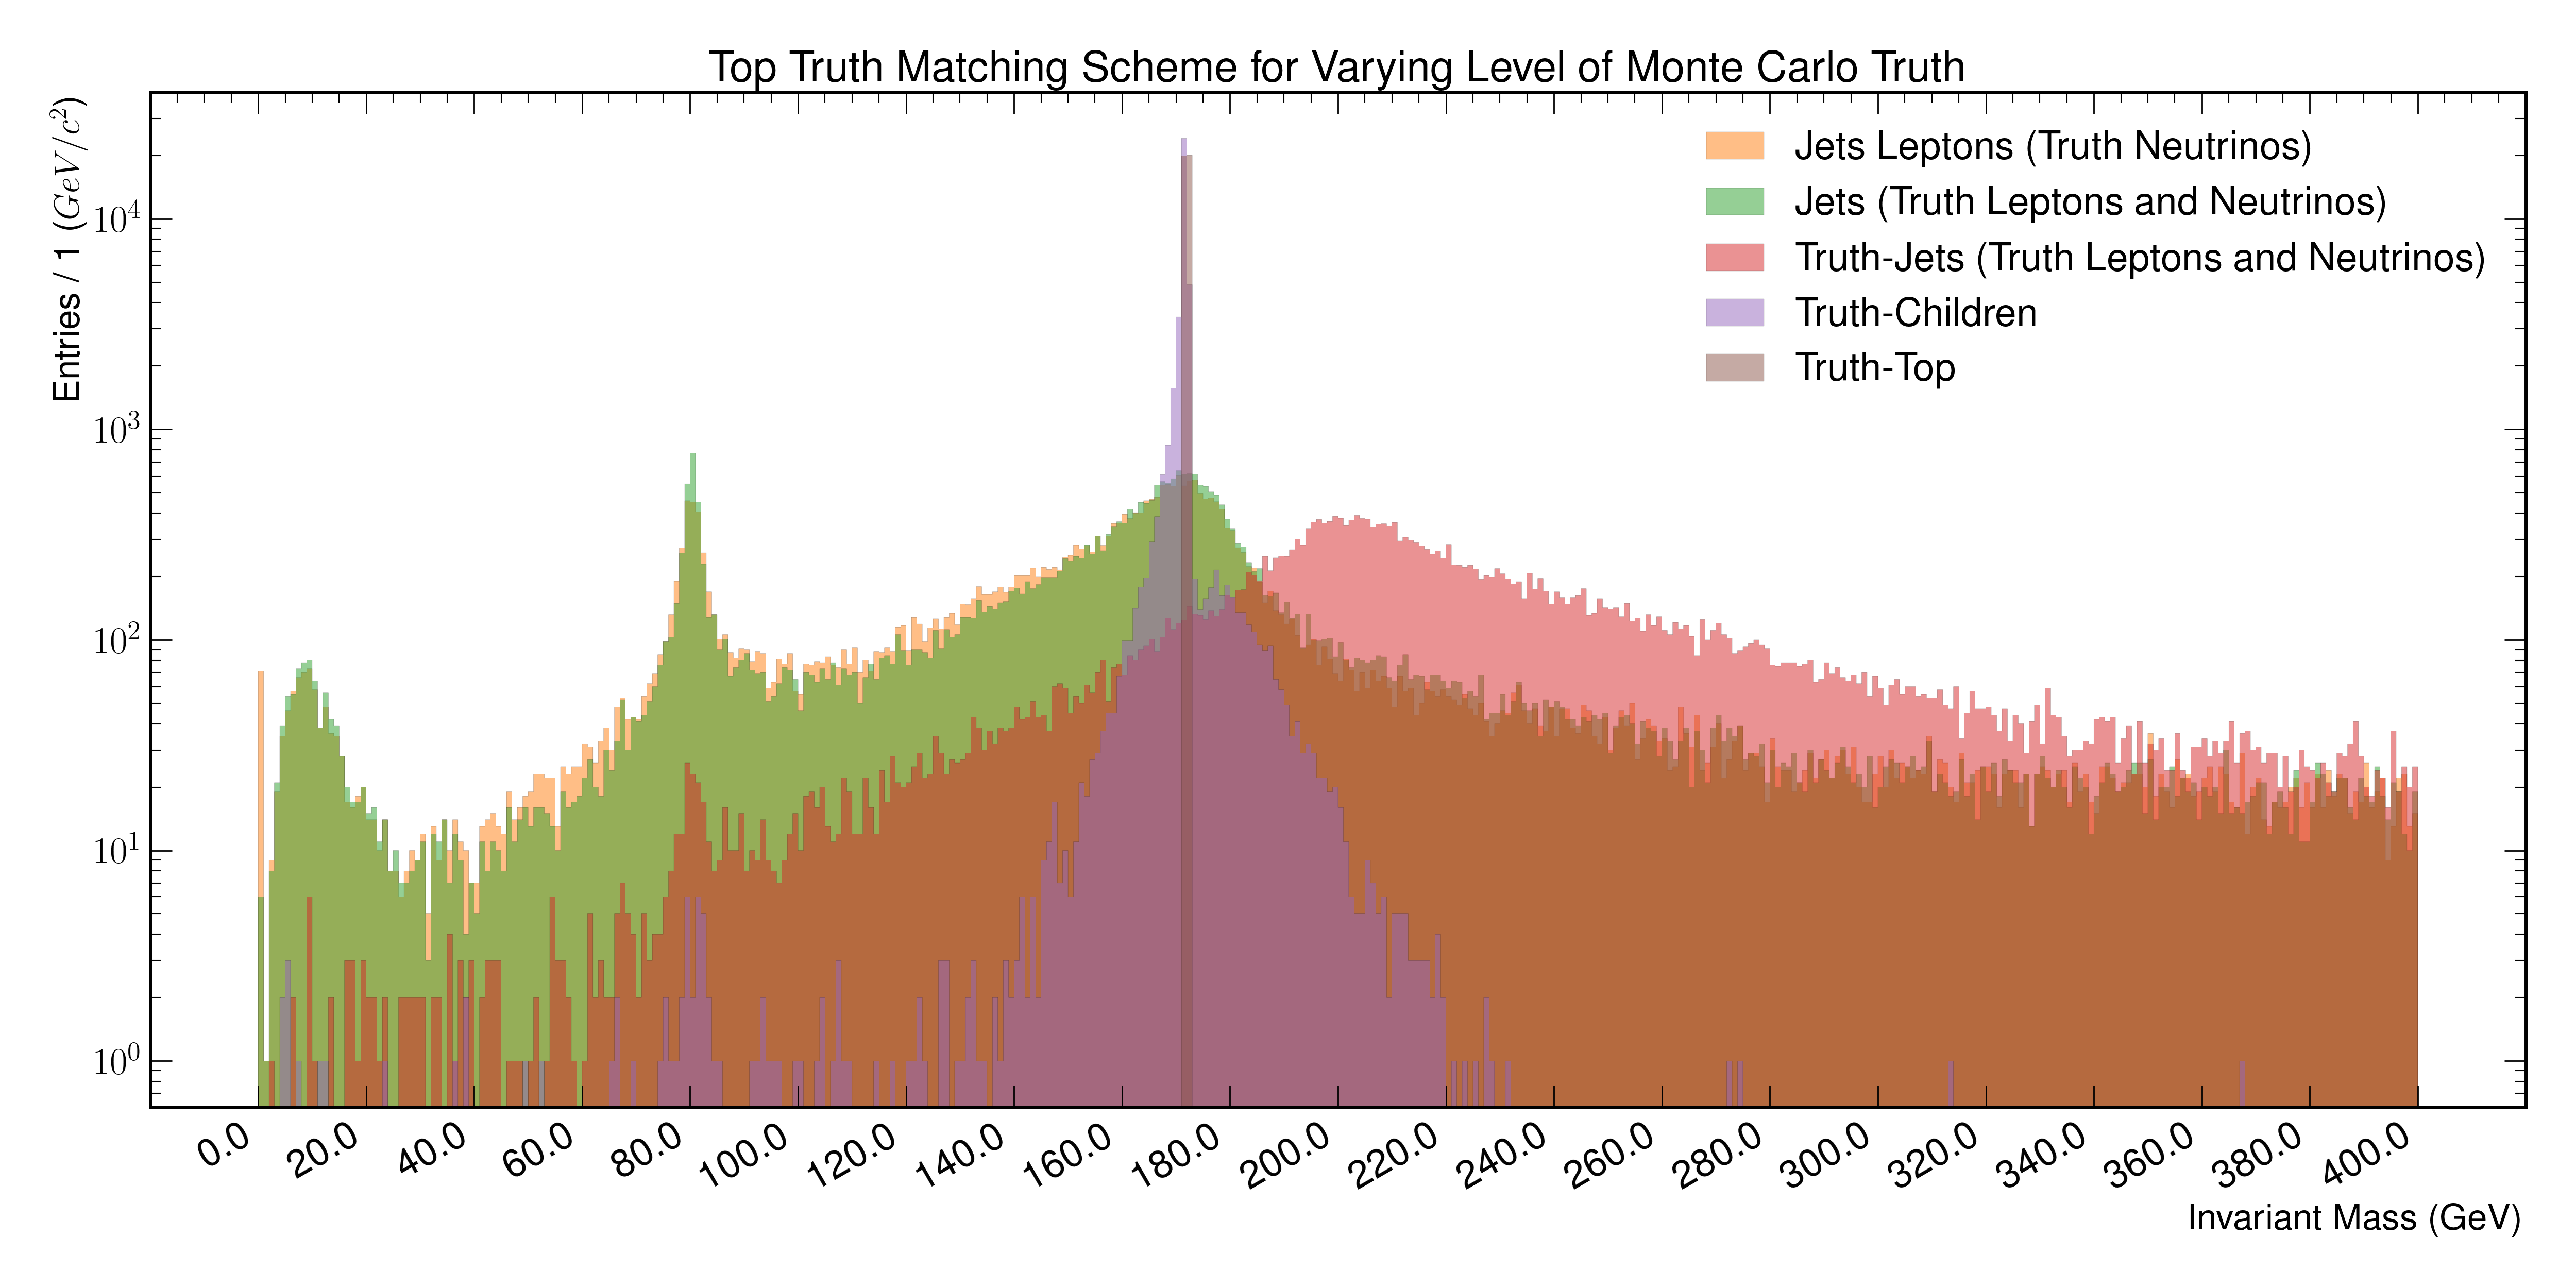 Top Truth Matching Scheme for Varying Level of Monte Carlo Truth
Entries / 1 (GeV/c²)
10⁴
10³
10²
10¹
10⁰
Jets Leptons (Truth Neutrinos)
Jets (Truth Leptons and Neutrinos)
Truth-Jets (Truth Leptons and Neutrinos)
Truth-Children
Truth-Top
0.0 20.0 40.0 60.0 80.0 100.0 120.0 140.0 160.0 180.0 200.0 220.0 240.0 260.0 280.0 300.0 320.0 340.0 360.0 380.0 400.0
Invariant Mass (GeV)